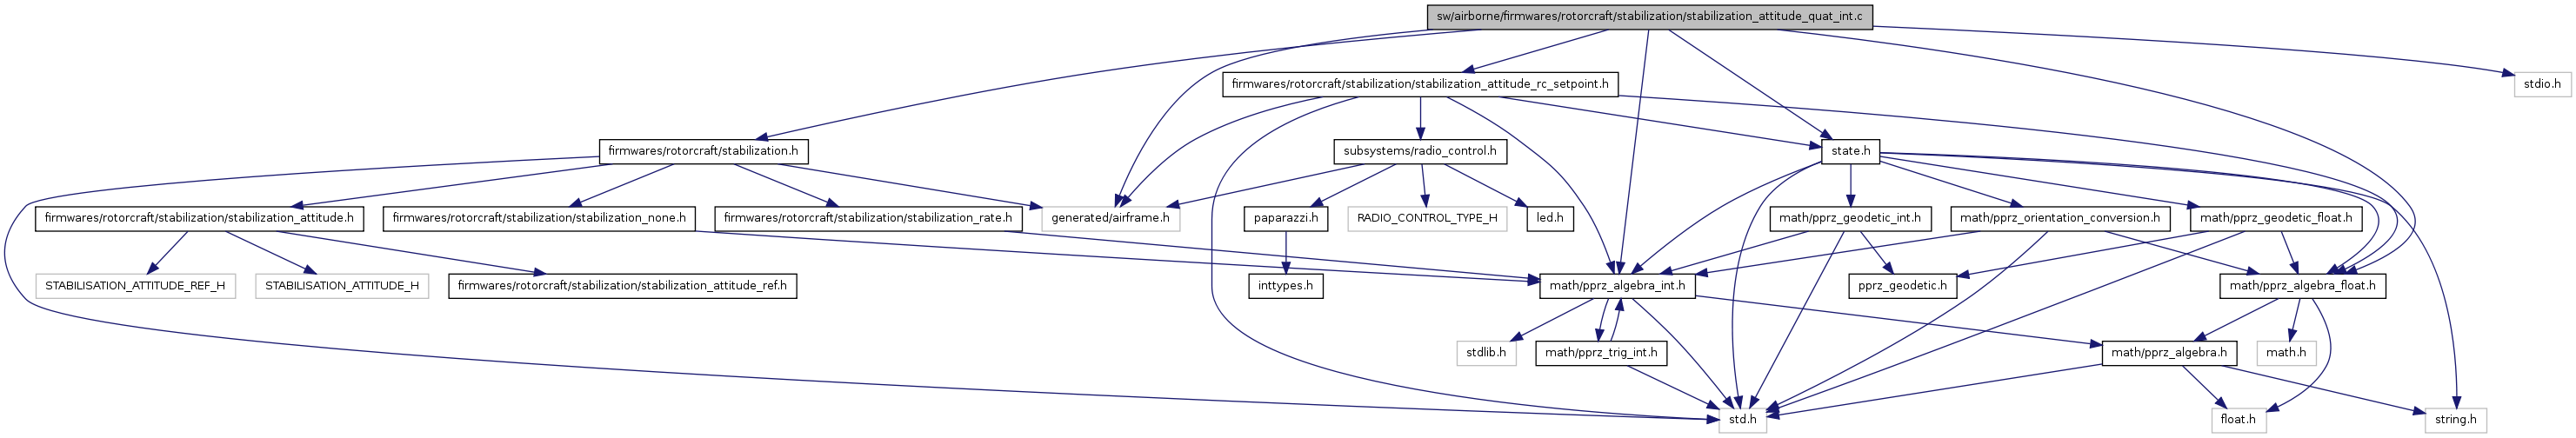 sw/airborne/firmwares/rotorcraft/stabilization/stabilization_attitude_quat_int.c
firmwares/rotorcraft/stabilization/stabilization_attitude_rc_setpoint.h
stdio.h
firmwares/rotorcraft/stabilization.h
subsystems/radio_control.h
state.h
firmwares/rotorcraft/stabilization/stabilization_attitude.h
firmwares/rotorcraft/stabilization/stabilization_none.h
firmwares/rotorcraft/stabilization/stabilization_rate.h
generated/airframe.h
paparazzi.h
RADIO_CONTROL_TYPE_H
led.h
math/pprz_geodetic_int.h
math/pprz_orientation_conversion.h
math/pprz_geodetic_float.h
STABILISATION_ATTITUDE_REF_H
STABILISATION_ATTITUDE_H
firmwares/rotorcraft/stabilization/stabilization_attitude_ref.h
inttypes.h
math/pprz_algebra_int.h
pprz_geodetic.h
math/pprz_algebra_float.h
stdlib.h
math/pprz_trig_int.h
math/pprz_algebra.h
math.h
std.h
float.h
string.h